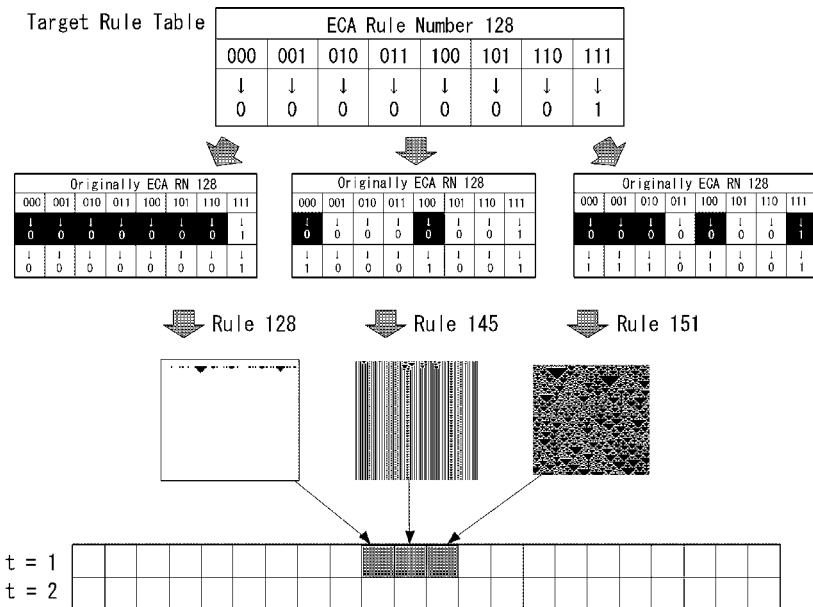 Target Rule Table
ECA Rule Number 128
000 001 010 011 100 101 110 111
↓ ↓ ↓ ↓ ↓ ↓ ↓ ↓
0 0 0 0 0 0 0 1
Originally ECA RN 128
000 001 010 011 100 101 110 111
↓ ↓ ↓ ↓ ↓ ↓ ↓ ↓
0 0 0 0 0 0 0 1
↓ ↓ ↓ ↓ ↓ ↓ ↓ ↓
0 0 0 0 0 0 0 1
Originally ECA RN 128
000 001 010 011 100 101 110 111
↓ ↓ ↓ ↓ ↓ ↓ ↓ ↓
0 0 0 0 0 0 0 1
↓ ↓ ↓ ↓ ↓ ↓ ↓ ↓
1 0 0 0 1 0 0 1
Originally ECA RN 128
000 001 010 011 100 101 110 111
↓ ↓ ↓ ↓ ↓ ↓ ↓ ↓
0 0 0 0 0 0 0 1
↓ ↓ ↓ ↓ ↓ ↓ ↓ ↓
1 1 1 0 1 0 0 1
Rule 128
Rule 145
Rule 151
t = 1
t = 2